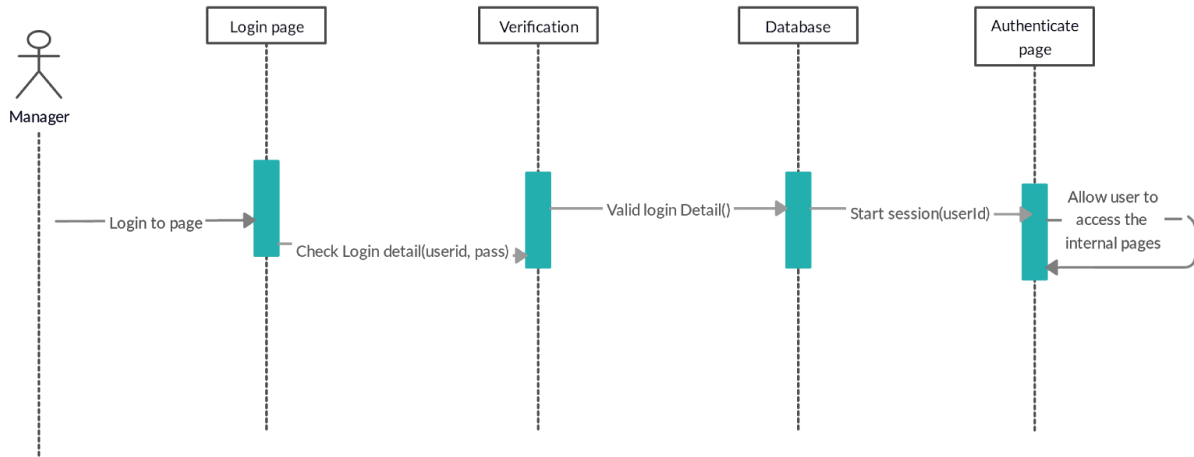 Login page
Verification
Database
Authenticate
page
Manager
Login to page
Check Login detail(userid, pass)
Valid login Detail()
Start session(userId)
Allow user to
access the
internal pages